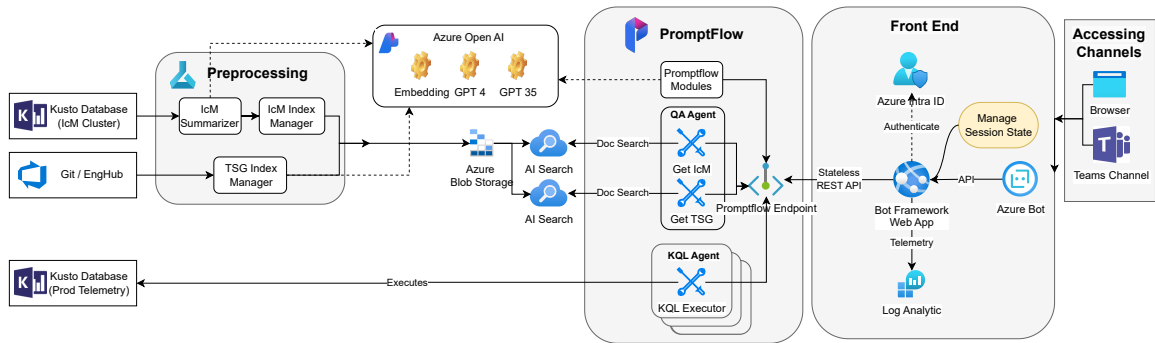 Preprocessing
Kusto Database
(IcM Cluster)
IcM
Summarizer
IcM Index
Manager
Git / EngHub
TSG Index
Manager
Kusto Database
(Prod Telemetry)
Azure Open AI
Embedding
GPT 4
GPT 35
Azure
Blob Storage
AI Search
AI Search
Doc Search
Doc Search
Executes
PromptFlow
Promptflow
Modules
QA Agent
Get IcM
Get TSG
Promptflow Endpoint
KQL Agent
KQL Executor
Stateless
REST API
Front End
Azure Intra ID
Authenticate
Manage
Session State
Bot Framework
Web App
API
Azure Bot
Telemetry
Log Analytic
Accessing
Channels
Browser
T
Teams Channel